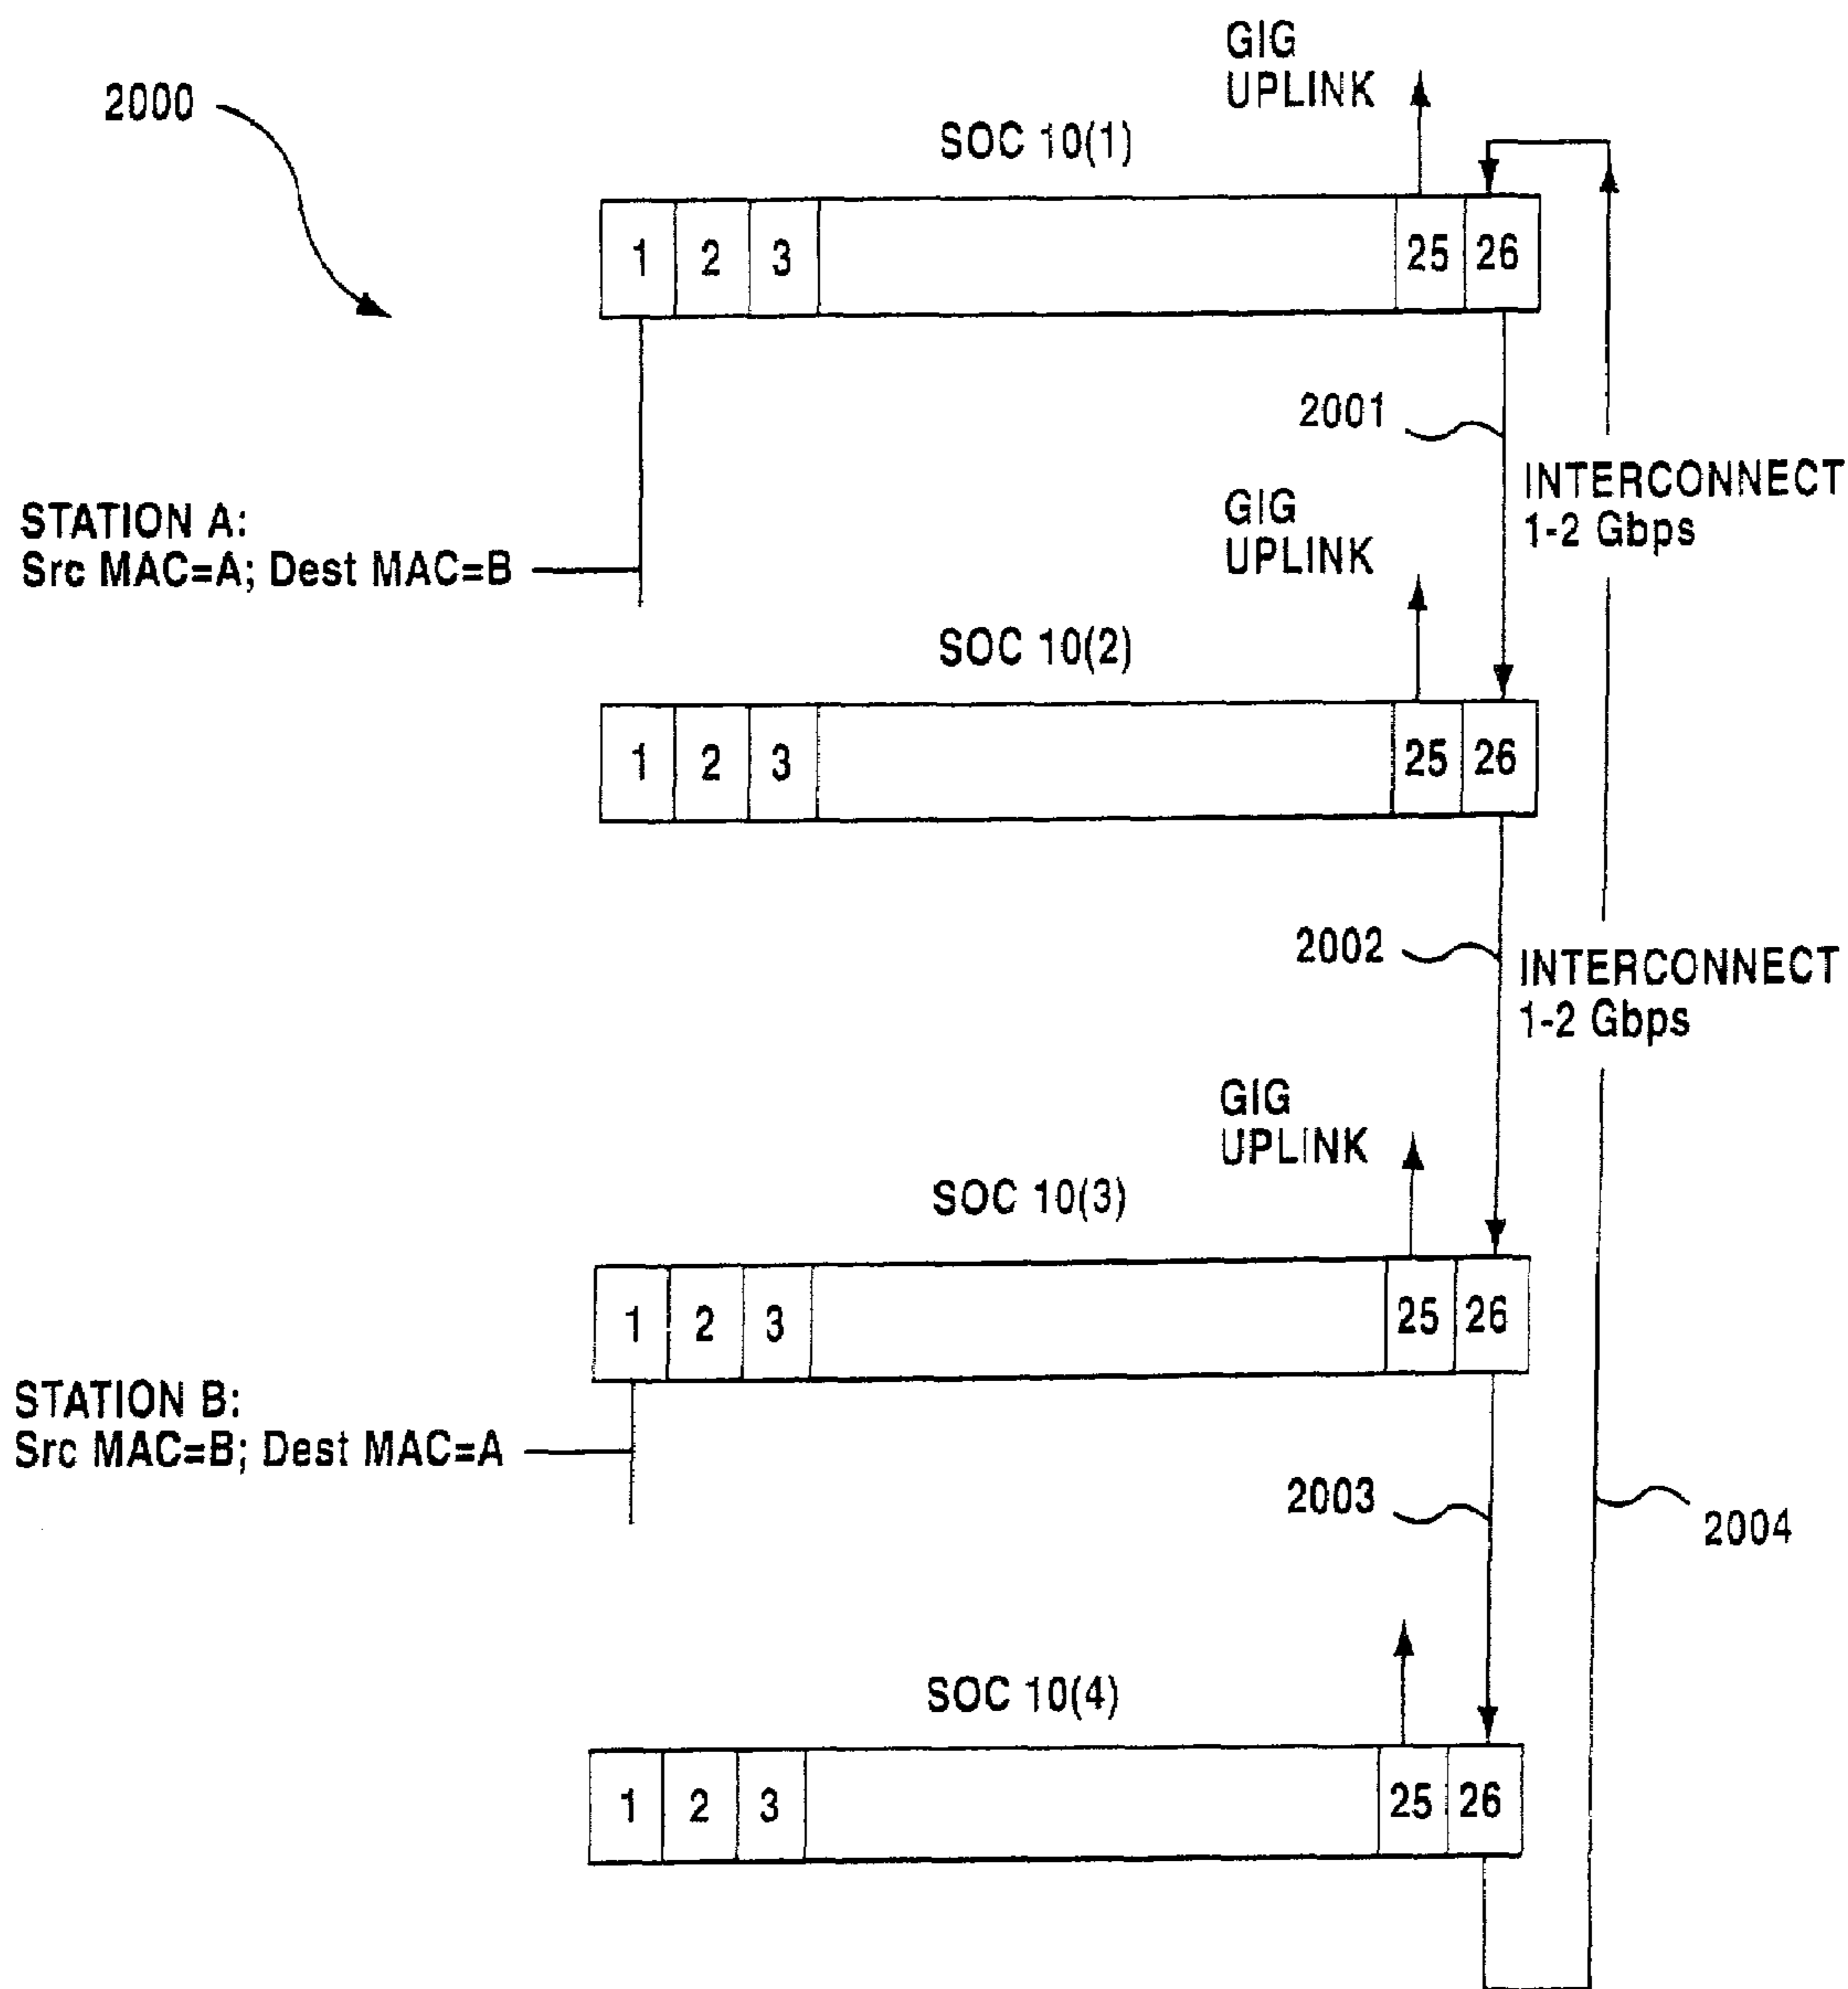 GIG
UPLINK
2000
SOC 10(1)
1 2 3 25 26
2001
INTERCONNECT
1-2 Gbps
STATION A:
Src MAC=A; Dest MAC=B
GIG
UPLINK
SOC 10(2)
1 2 3 25 26
2002
INTERCONNECT
1-2 Gbps
GIG
UPLINK
SOC 10(3)
1 2 3 25 26
STATION B:
Src MAC=B; Dest MAC=A
2003
2004
SOC 10(4)
1 2 3 25 26